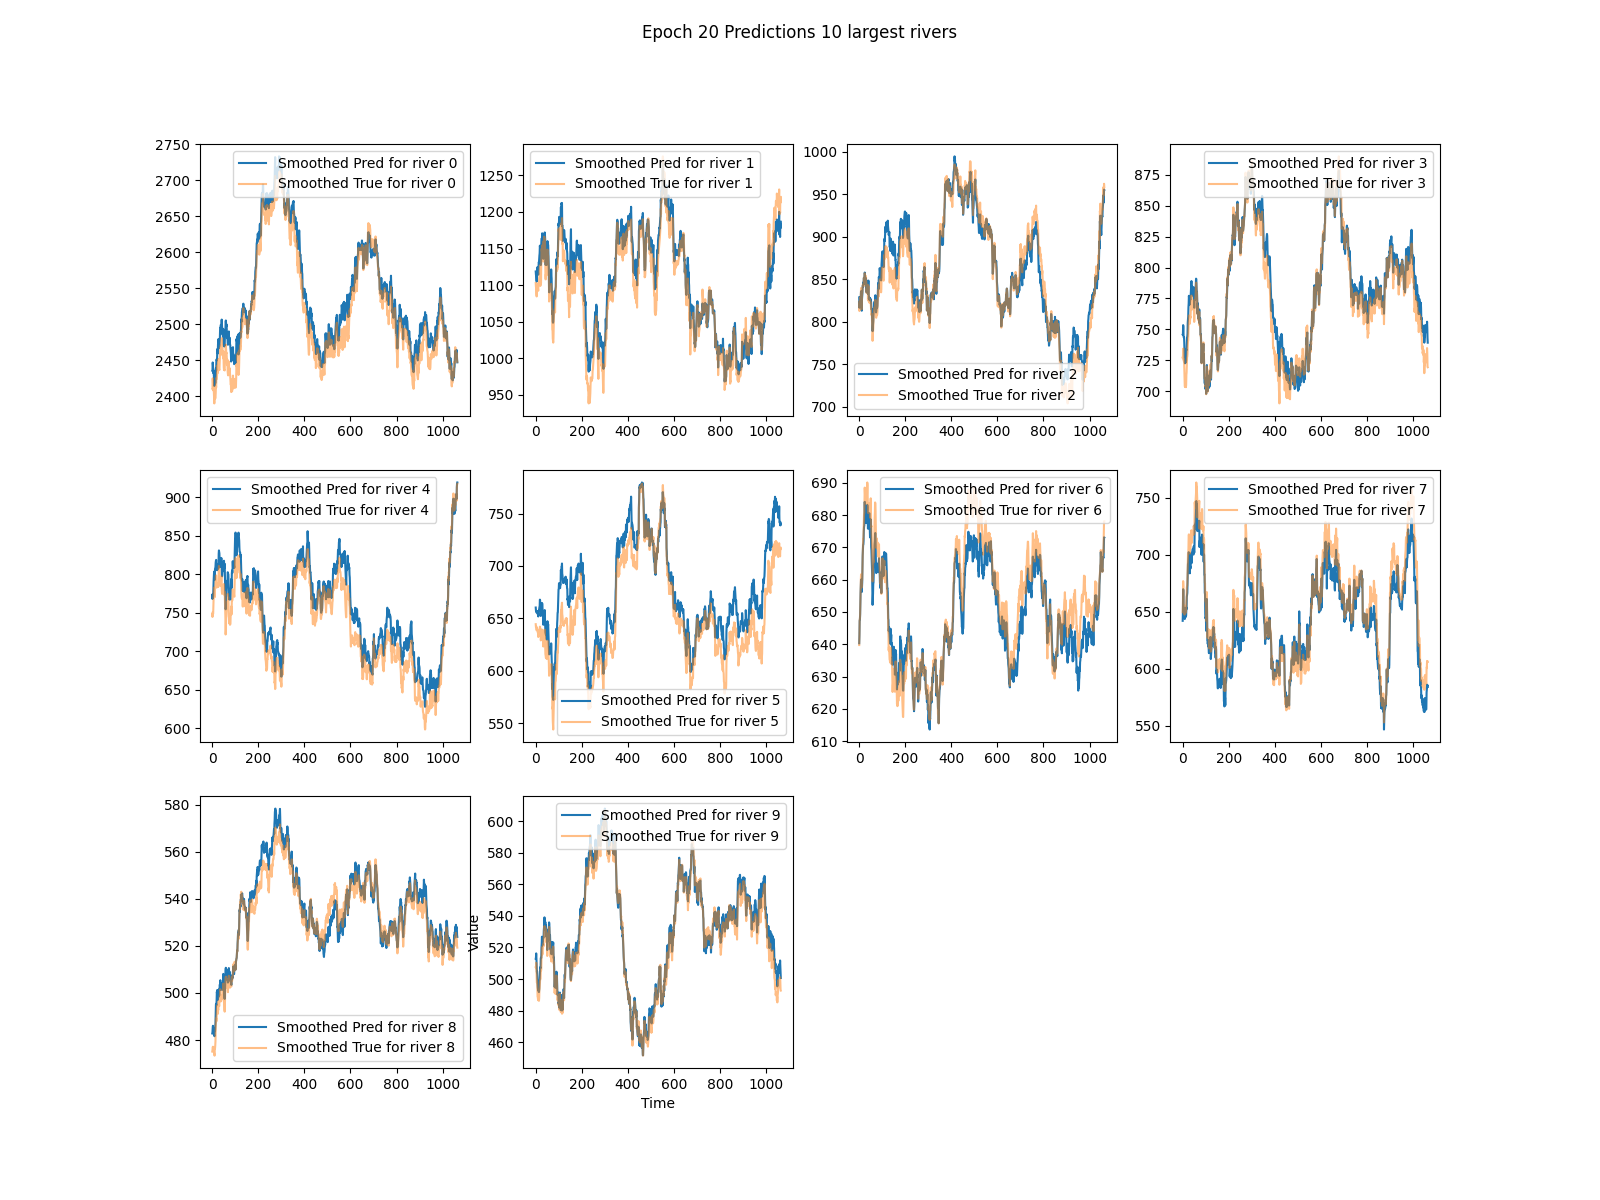 Epoch 20 Predictions 10 largest rivers
2750
2700
2650
2600
2550
2500
2450
2400
Smoothed Pred for river 0
Smoothed True for river 0
0 200 400 600 800 1000
1250
1200
1150
1100
1050
1000
950
Smoothed Pred for river 1
Smoothed True for river 1
0 200 400 600 800 1000
1000
950
900
850
800
750
700
Smoothed Pred for river 2
Smoothed True for river 2
0 200 400 600 800 1000
875
850
825
800
775
750
725
700
Smoothed Pred for river 3
Smoothed True for river 3
0 200 400 600 800 1000
900
850
800
750
700
650
600
Smoothed Pred for river 4
Smoothed True for river 4
0 200 400 600 800 1000
750
700
650
600
550
Smoothed Pred for river 5
Smoothed True for river 5
0 200 400 600 800 1000
690
680
670
660
650
640
630
620
610
Smoothed Pred for river 6
Smoothed True for river 6
0 200 400 600 800 1000
750
700
650
600
550
Smoothed Pred for river 7
Smoothed True for river 7
0 200 400 600 800 1000
580
560
540
520
500
480
Smoothed Pred for river 8
Smoothed True for river 8
0 200 400 600 800 1000
Value
600
580
560
540
520
500
480
460
Smoothed Pred for river 9
Smoothed True for river 9
0 200 400 600 800 1000
Time